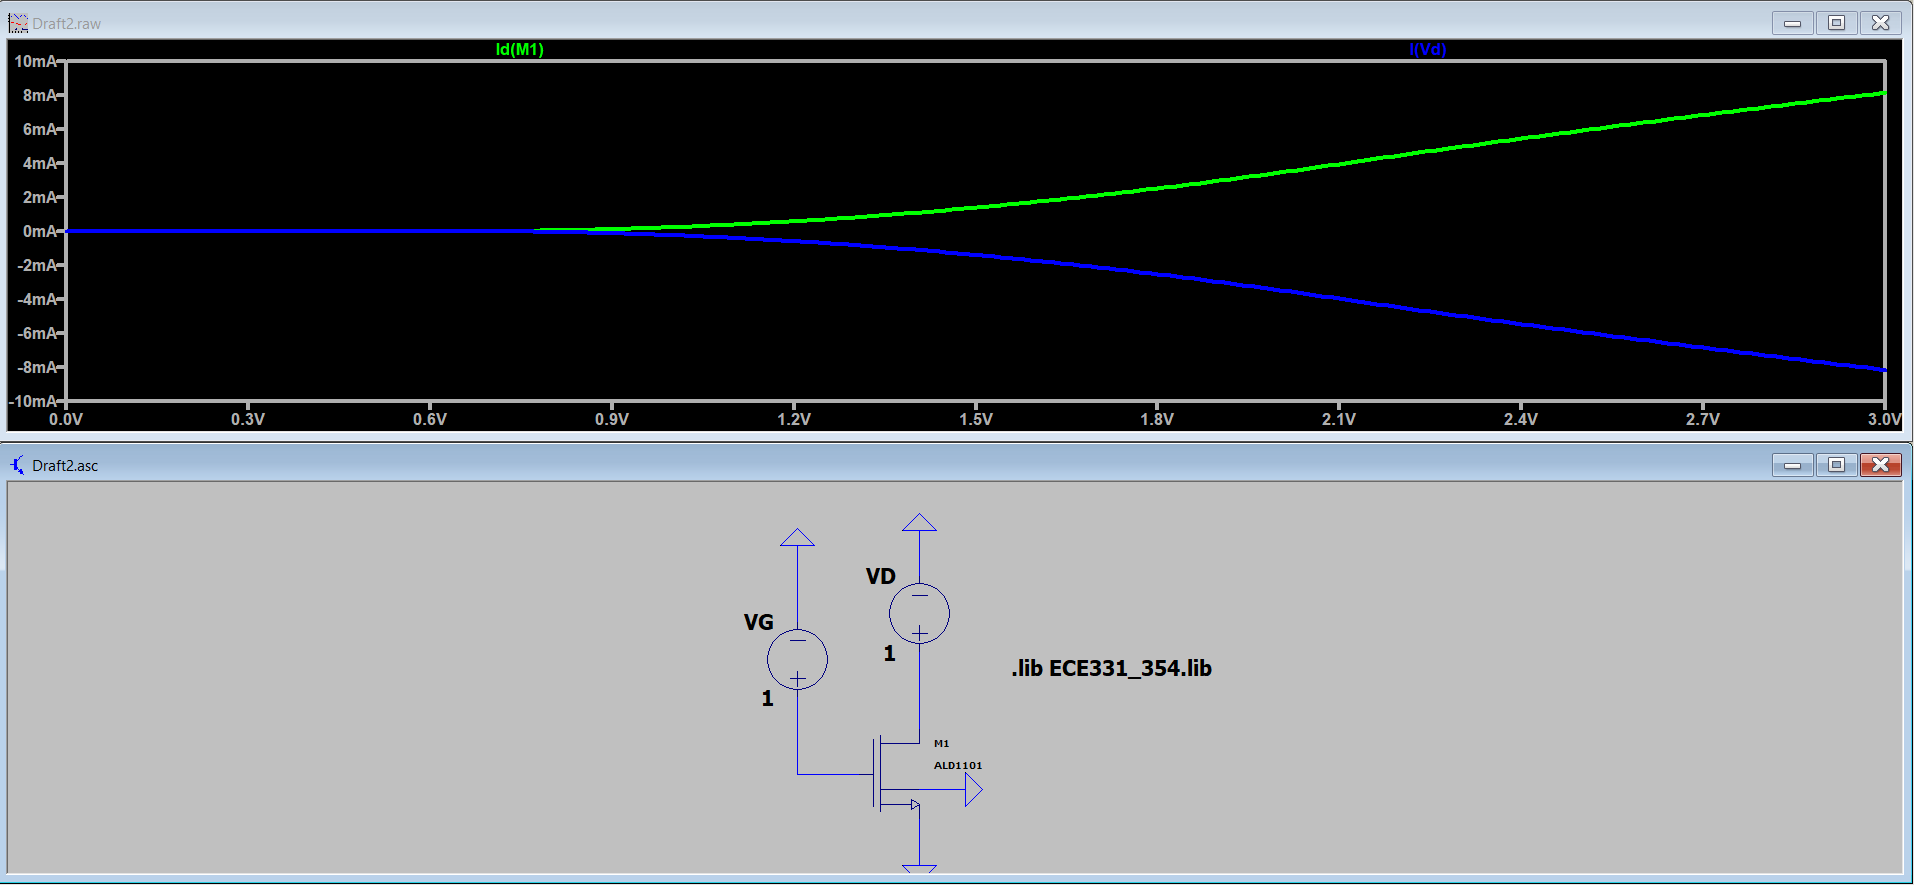 Draft2.raw
Id(M1) I(Vd)
10mA
8mA
6mA
4mA
2mA
0mA
-2mA
-4mA
-6mA
-8mA
-10mA
0.0V 0.3V 0.6V 0.9V 1.2V 1.5V 1.8V 2.1V 2.4V 2.7V 3.0V
Draft2.asc
VD
VG
1
.lib ECE331_354.lib
1
M1
ALD1101